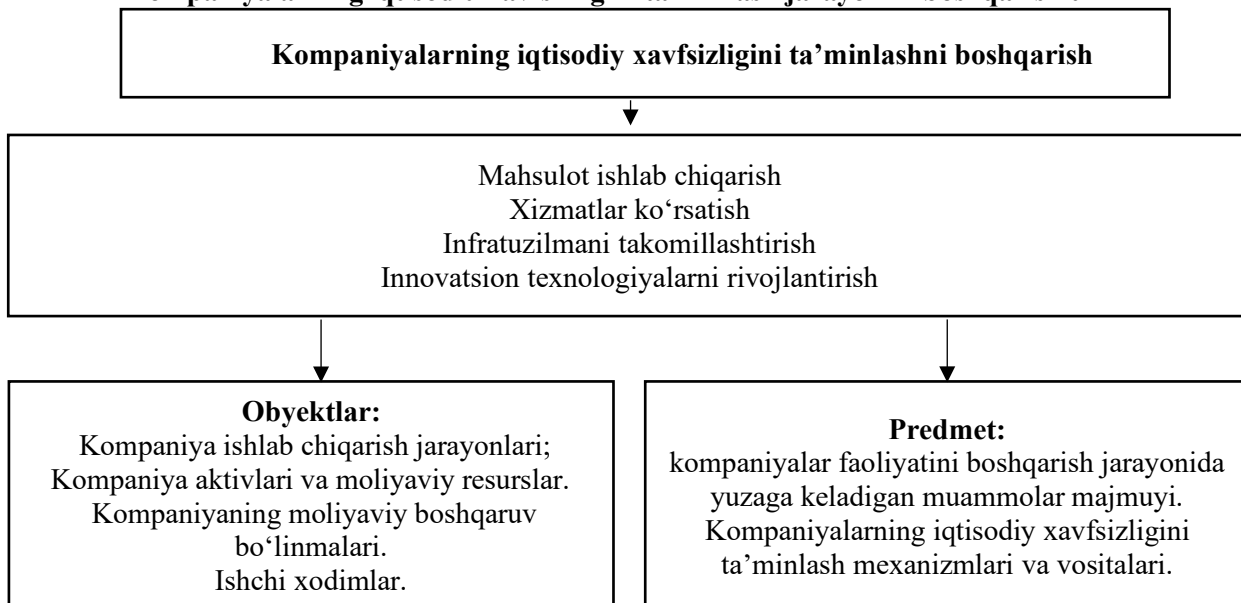 Kompaniyalarning iqtisodiy xavfsizligini ta’minlashni boshqarish
Mahsulot ishlab chiqarish
Xizmatlar ko‘rsatish
Infratuzilmani takomillashtirish
Innovatsion texnologiyalarni rivojlantirish
Obyektlar:
Kompaniya ishlab chiqarish jarayonlari;
Kompaniya aktivlari va moliyaviy resurslar.
Kompaniyaning moliyaviy boshqaruv
bo‘linmalari.
Ishchi xodimlar.
Predmet:
kompaniyalar faoliyatini boshqarish jarayonida
yuzaga keladigan muammolar majmuyi.
Kompaniyalarning iqtisodiy xavfsizligini
ta’minlash mexanizmlari va vositalari.